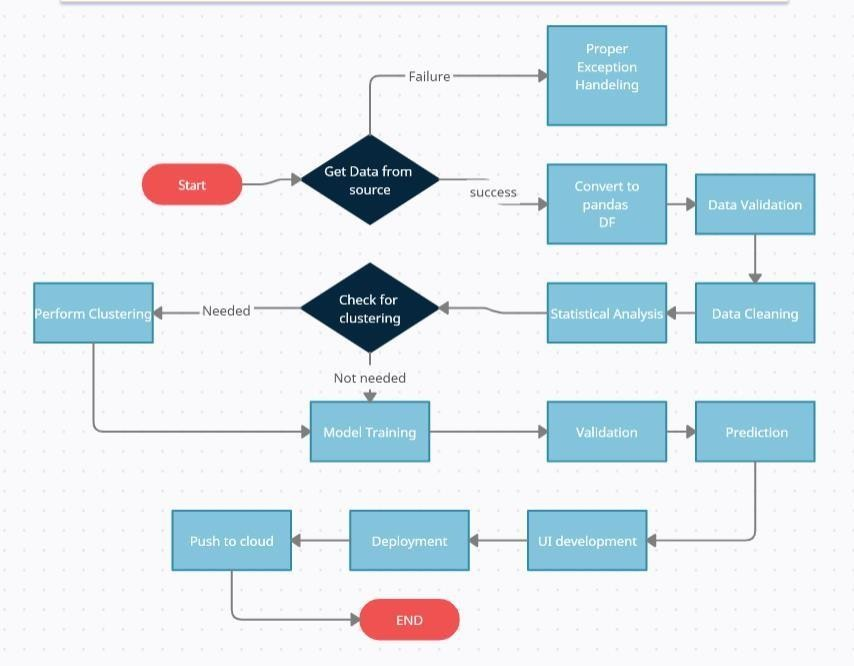 Proper
Exception
Handeling
Failure
Get Data from
source
Start
success
Convert to
pandas
DF
Data Validation
Check for
clustering
Perform Clustering
Needed
Statistical Analysis
Data Cleaning
Not needed
Model Training
Validation
Prediction
Push to cloud
Deployment
UI development
END